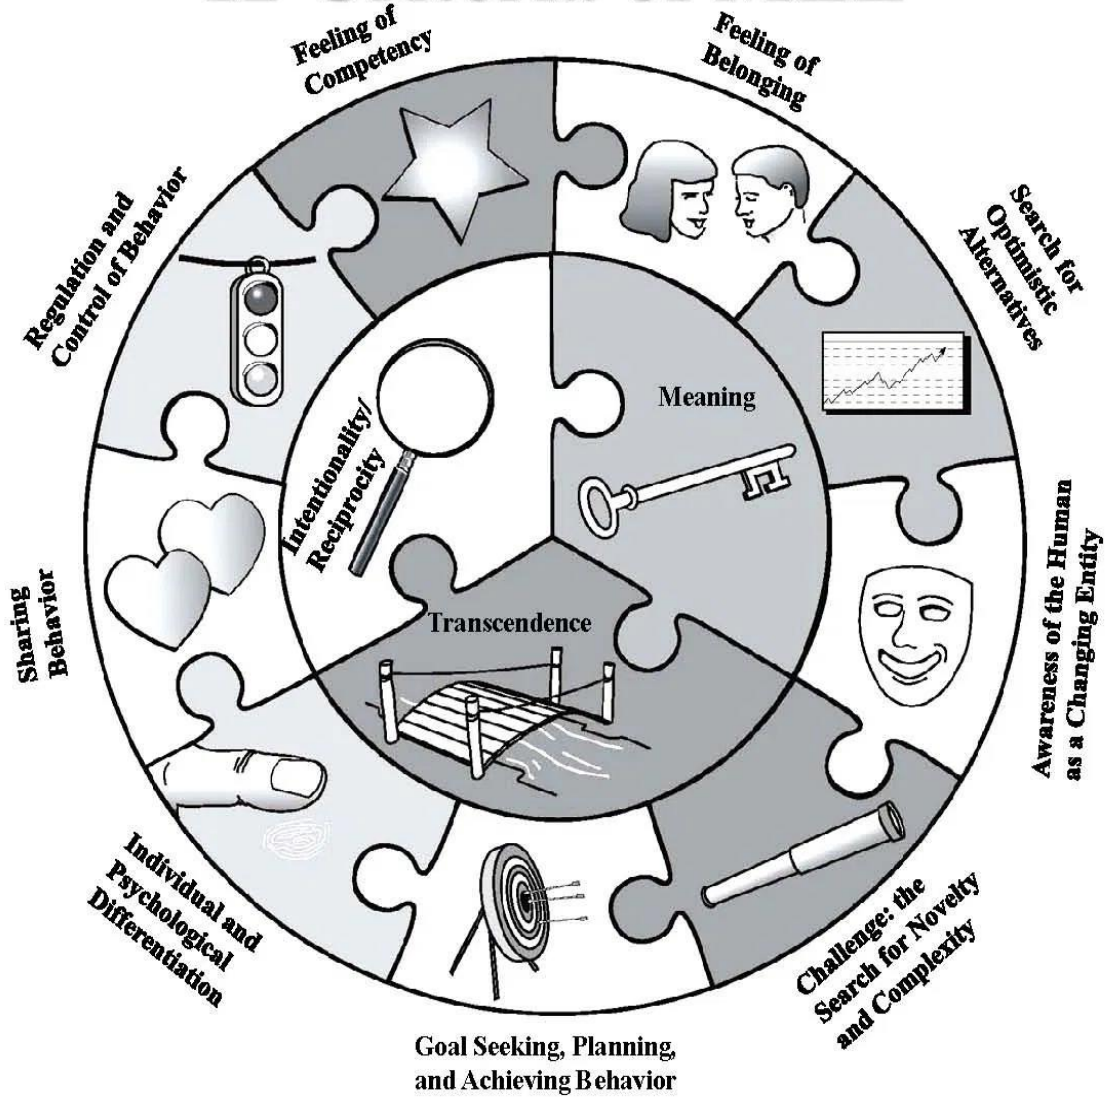 Feeling of
Competency
Feeling of
Belonging
Search for
Optimistic
Alternatives
Regulation and
Control of Behavior
Meaning
Intentionality/
Reciprocity
Awareness of the Human
as a Changing Entity
Sharing
Behavior
Transcendence
Individual and
Psychological
Differentiation
Challenge: the
Search for Novelty
and Complexity
Goal Seeking, Planning,
and Achieving Behavior